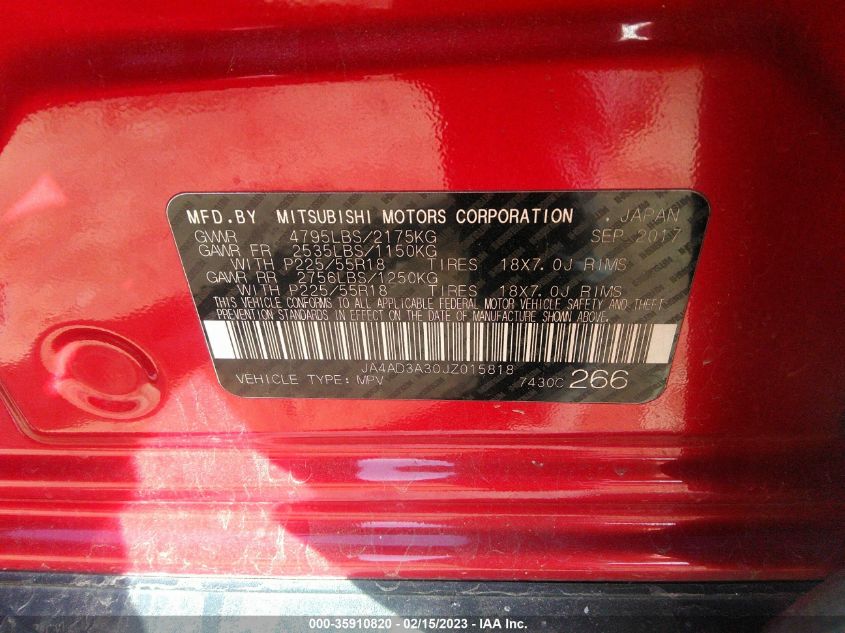 MFD.BY MITSUBISHI MOTORS CORPORATION . JAPAN
GVWR 4795LBS/2175KG SEP 2017
GAWR FR 2535LBS/1150KG
WITH P225/55R18 TIRES 18X7.0J RIMS
GAWR RR 2756LBS/1250KG
WITH P225/55R18 TIRES 18X7.0J RIMS
THIS VEHICLE CONFORMS TO ALL APPLICABLE FEDERAL MOTOR VEHICLE SAFETY AND THEFT
PREVENTION STANDARDS IN EFFECT ON THE DATE OF MANUFACTURE SHOWN ABOVE.
JA4AD3A30JZ015818
VEHICLE TYPE: MPV 7430C 266
000-35910820 - 02/15/2023 - © IAA, Inc.